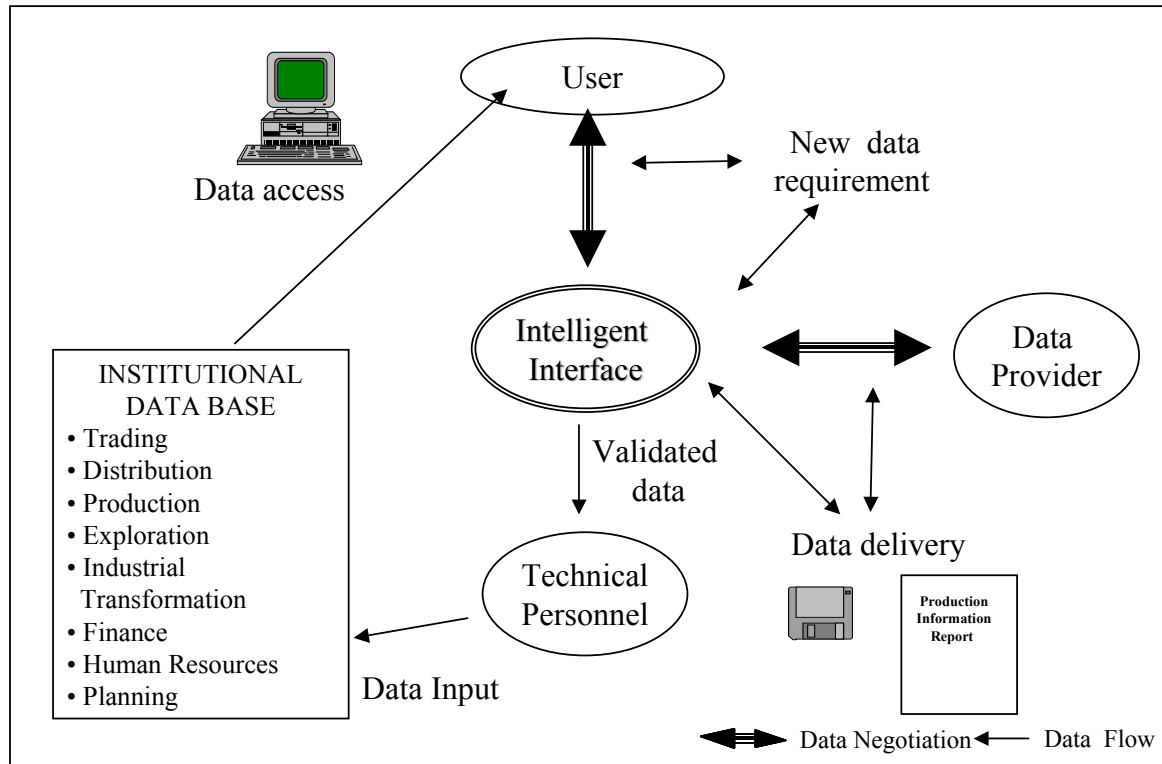 User
Data access
New data
requirement
Intelligent
Interface
Data
Provider
INSTITUTIONAL
DATA BASE
• Trading
• Distribution
• Production
• Exploration
• Industrial
Transformation
• Finance
• Human Resources
• Planning
Validated
data
Technical
Personnel
Data Input
Data delivery
Production
Information
Report
Data Negotiation
Data Flow